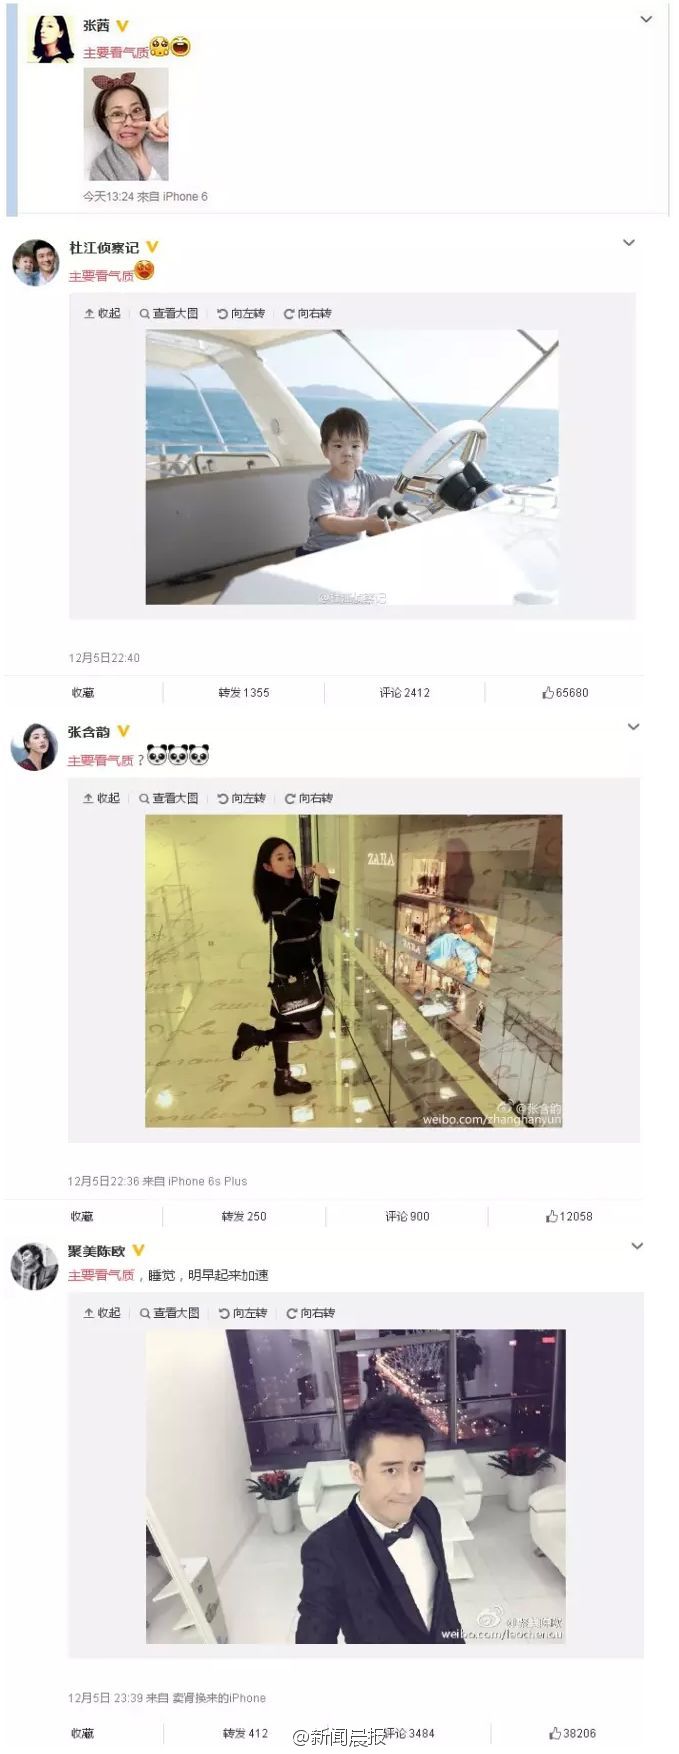 张茜
主要看气质
今天13:24 来自 iPhone 6
杜江侦察记
主要看气质
收起 查看大图 向左转 向右转
12月5日22:40
收藏 转发 1355 评论 2412 65680
张含韵
主要看气质？
收起 查看大图 向左转 向右转
ZARA
@张含韵
weibo.com/zhanghanyun
12月5日22:36 来自 iPhone 6s Plus
收藏 转发 250 评论 900 12058
聚美陈欧
主要看气质，睡觉，明早起来加速
收起 查看大图 向左转 向右转
@聚美陈欧
weibo.com/leochenou
12月5日 23:39 来自 卖肾换来的iPhone
收藏 转发 412 评论 3484 38206
@新闻晨报